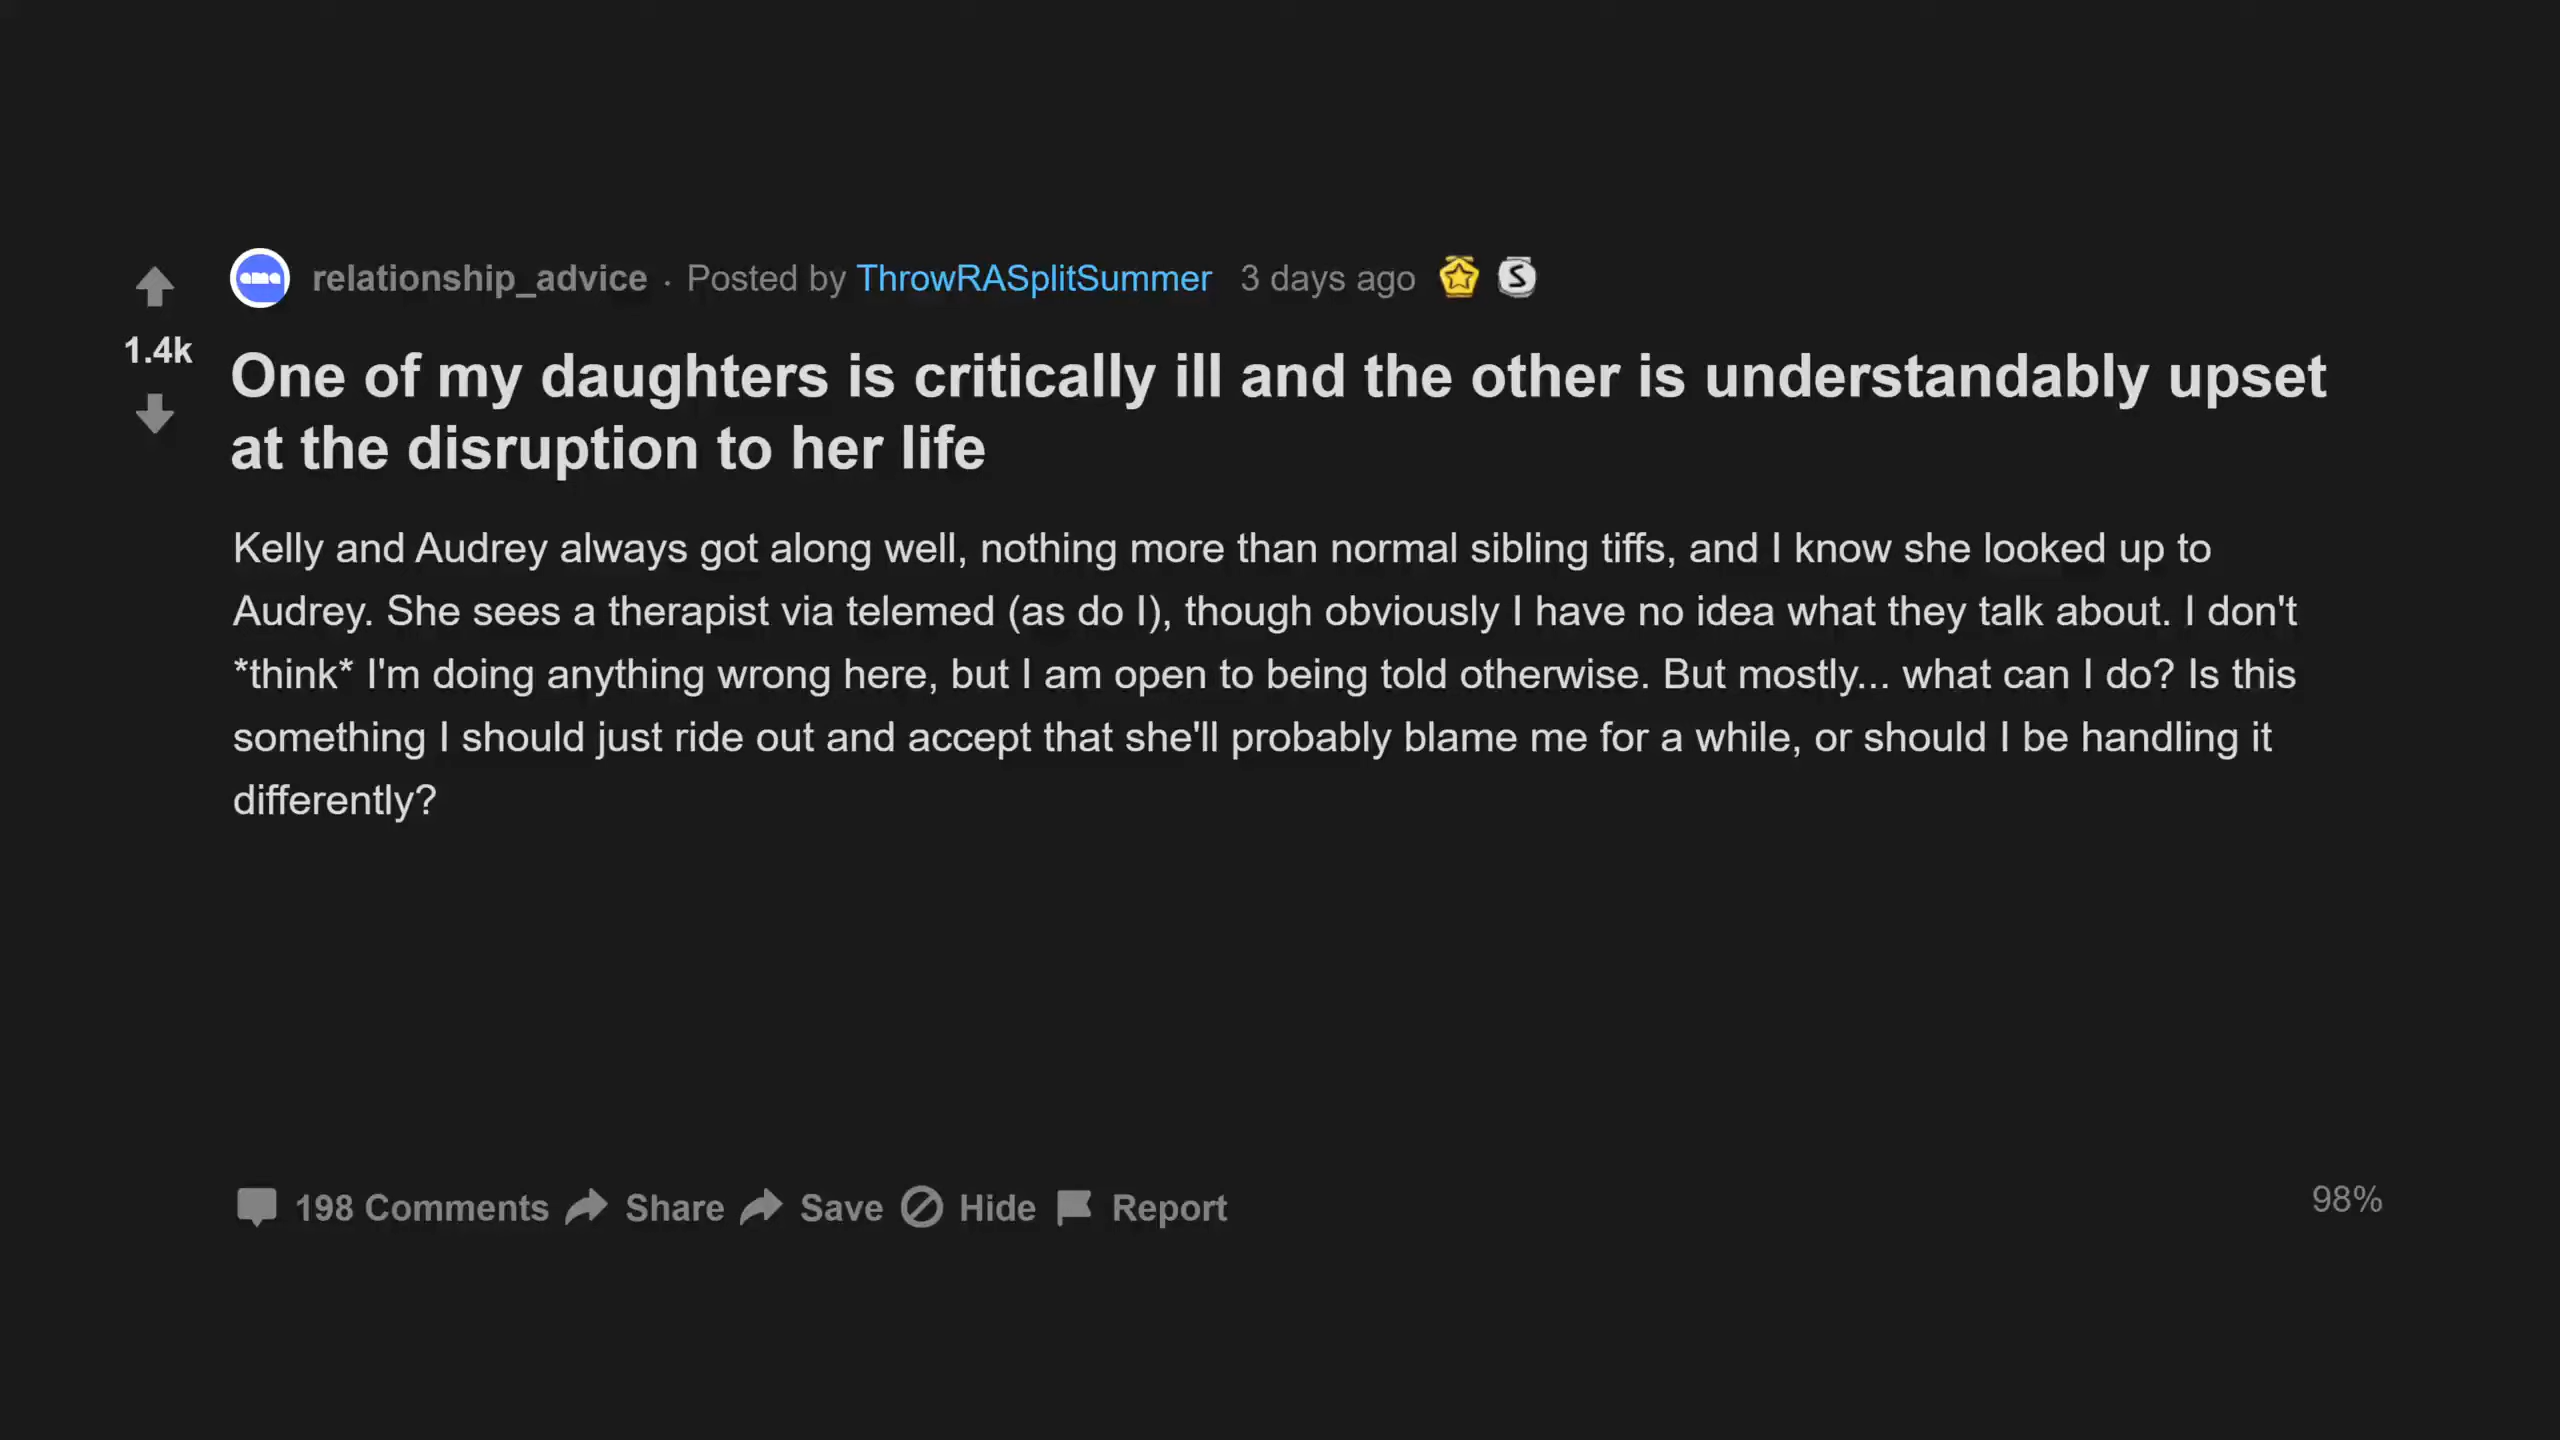 ama relationship_advice · Posted by ThrowRASplitSummer 3 days ago S
1.4k
One of my daughters is critically ill and the other is understandably upset
at the disruption to her life
Kelly and Audrey always got along well, nothing more than normal sibling tiffs, and I know she looked up to
Audrey. She sees a therapist via telemed (as do I), though obviously I have no idea what they talk about. I don't
*think* I'm doing anything wrong here, but I am open to being told otherwise. But mostly... what can I do? Is this
something I should just ride out and accept that she'll probably blame me for a while, or should I be handling it
differently?
198 Comments Share Save Hide Report 98%